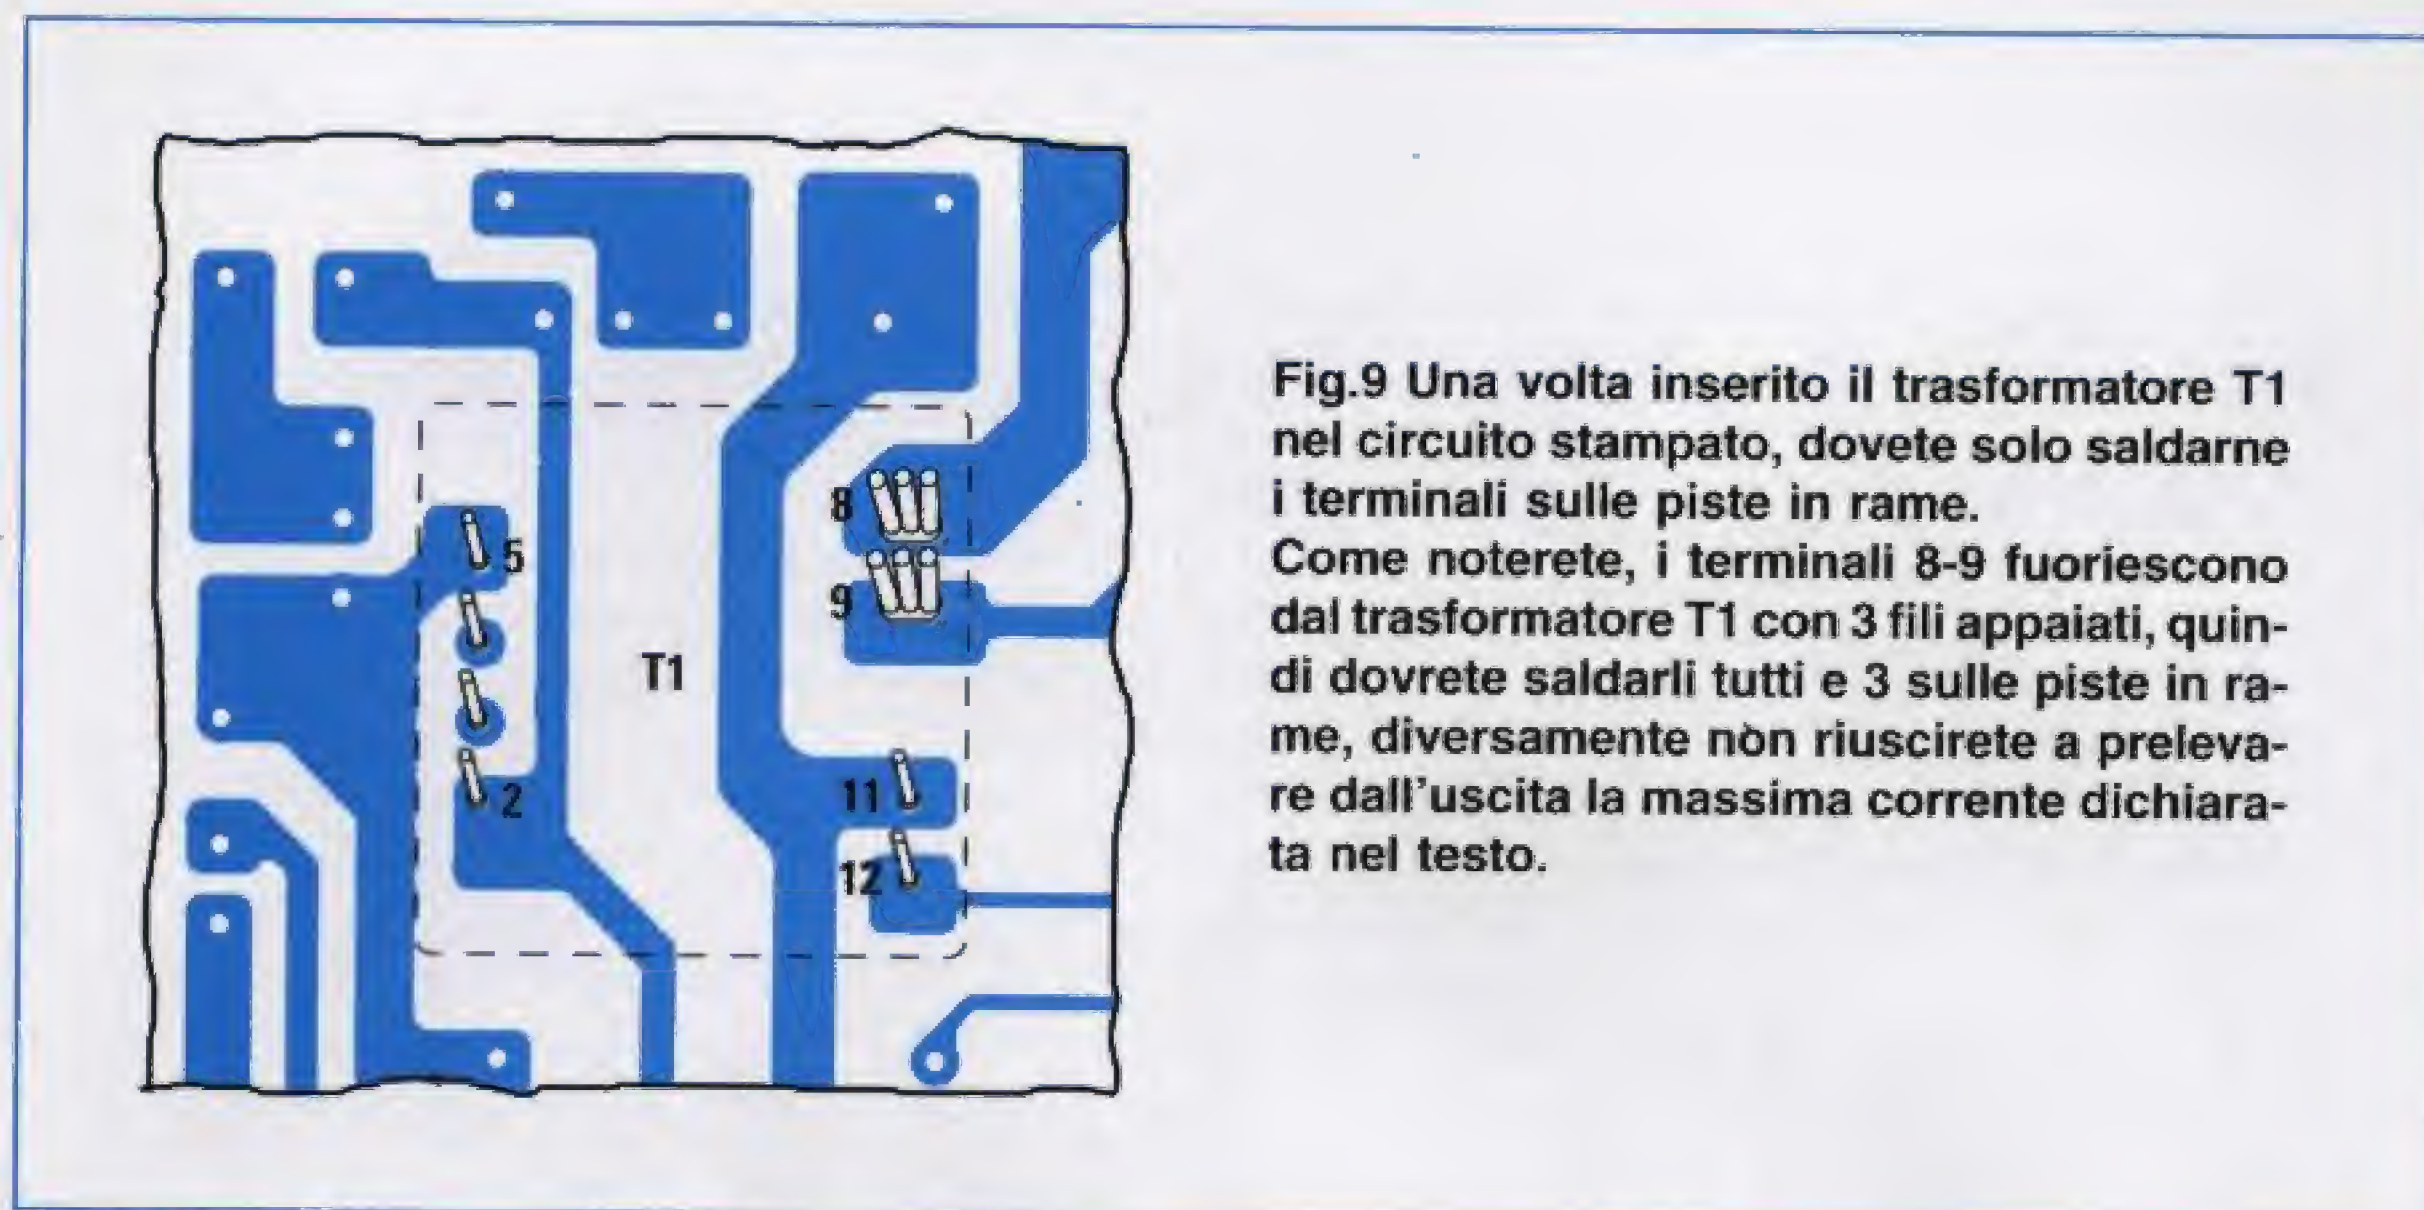 8
5
9
T1
2
11
12
Fig.9 Una volta inserito il trasformatore T1
nel circuito stampato, dovete solo saldarne
i terminali sulle piste in rame.
Come noterete, i terminali 8-9 fuoriescono
dal trasformatore T1 con 3 fili appaiati, quin-
di dovrete saldarli tutti e 3 sulle piste in ra-
me, diversamente non riuscirete a preleva-
re dall'uscita la massima corrente dichiara-
ta nel testo.